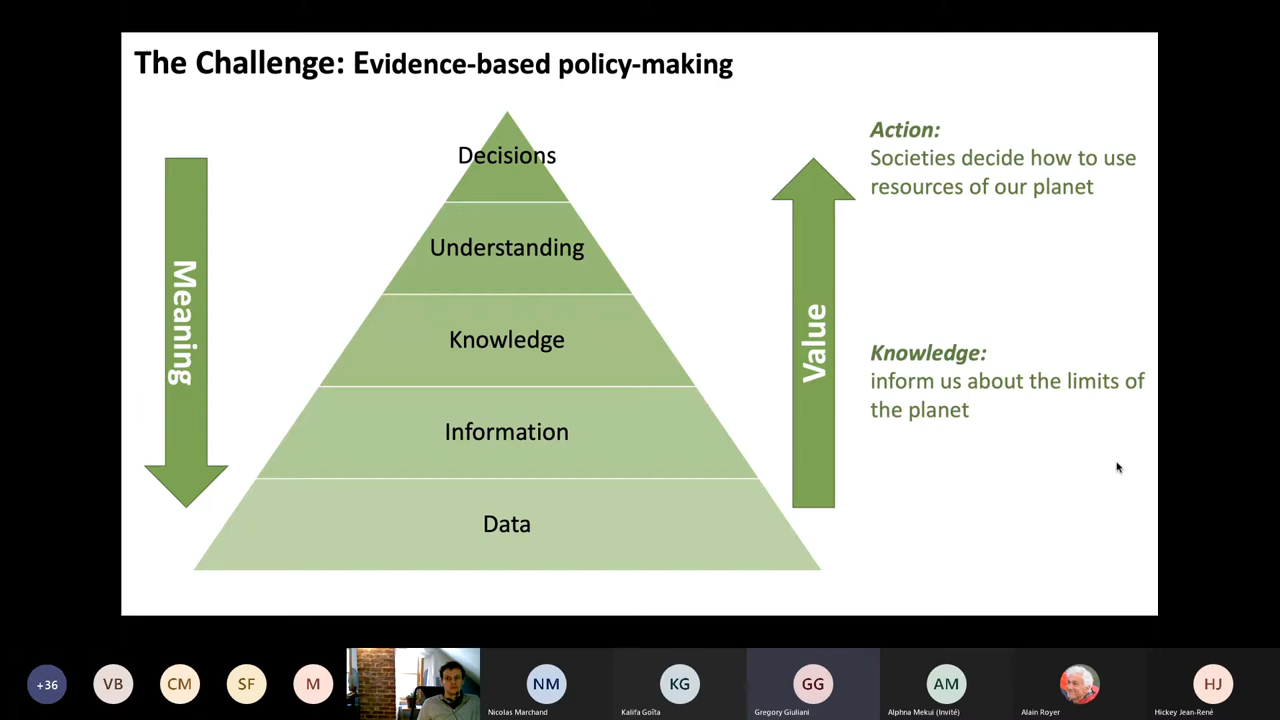 The Challenge: Evidence-based policy-making
Decisions
Understanding
Knowledge
Information
Data
Meaning
Value
Action:
Societies decide how to use
resources of our planet
Knowledge:
inform us about the limits of
the planet
+36
VB
CM
SF
M
NM
Nicolas Marchand
KG
Kalifa Goïta
GG
Gregory Giuliani
AM
Alphna Mekui (Invité)
Alain Royer
HJ
Hickey Jean-René